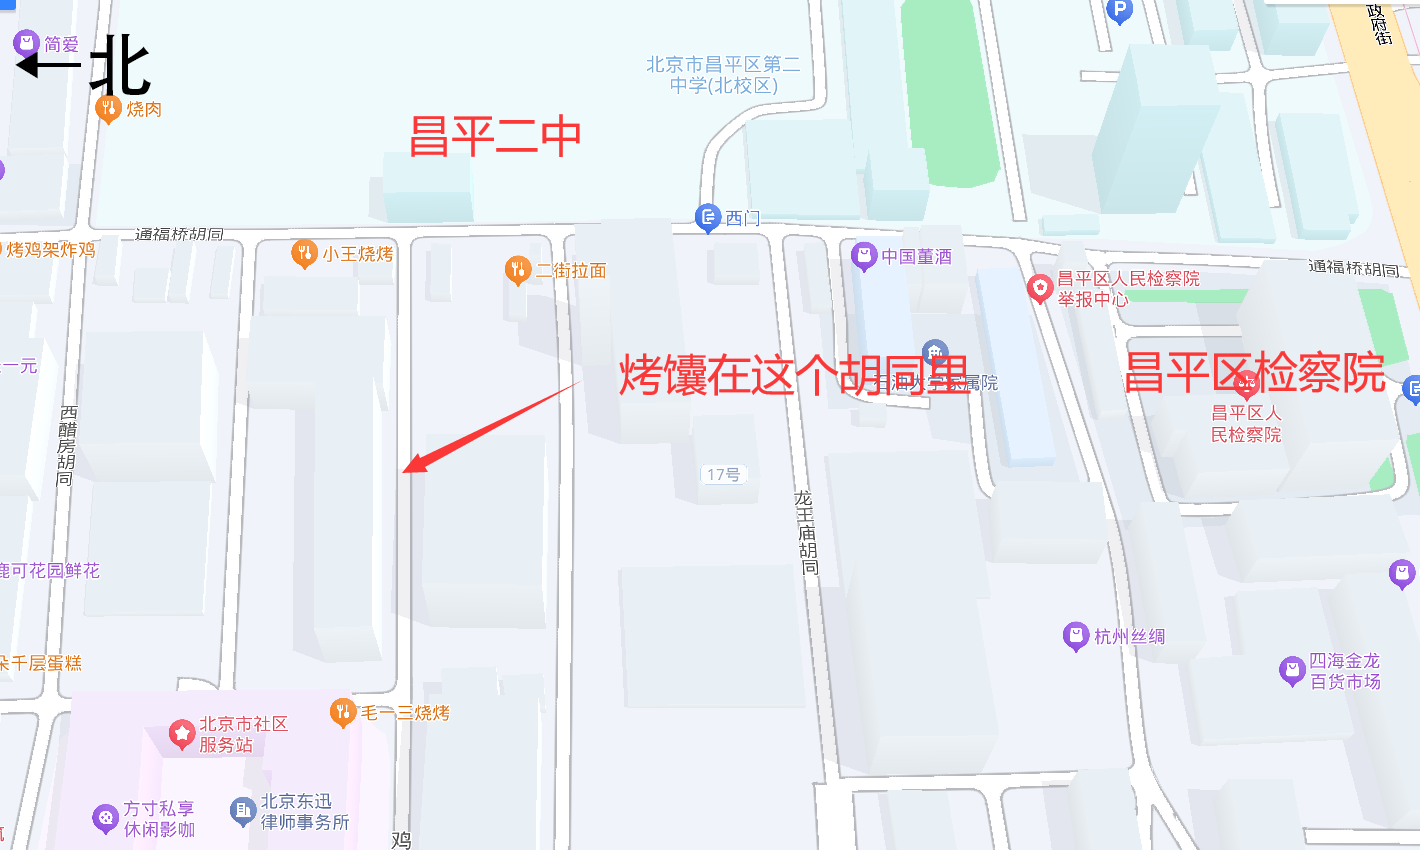 政府街
简爱
北
烧肉
北京市昌平区第二
中学(北校区)
昌平二中
西门
通福桥胡同
烤鸡架炸鸡
小王烧烤
二街拉面
中国董酒
昌平区人民检察院
举报中心
通福桥胡同
一元
烤馕在这个胡同里
石油大学家属院
昌平区检察院
昌平区人
民检察院
西醋房胡同
17号
龙王庙胡同
鹿可花园鲜花
杭州丝绸
朵千层蛋糕
四海金龙
百货市场
北京市社区
服务站
毛一三烧烤
方寸私享
休闲影咖
北京东迅
律师事务所
鸡